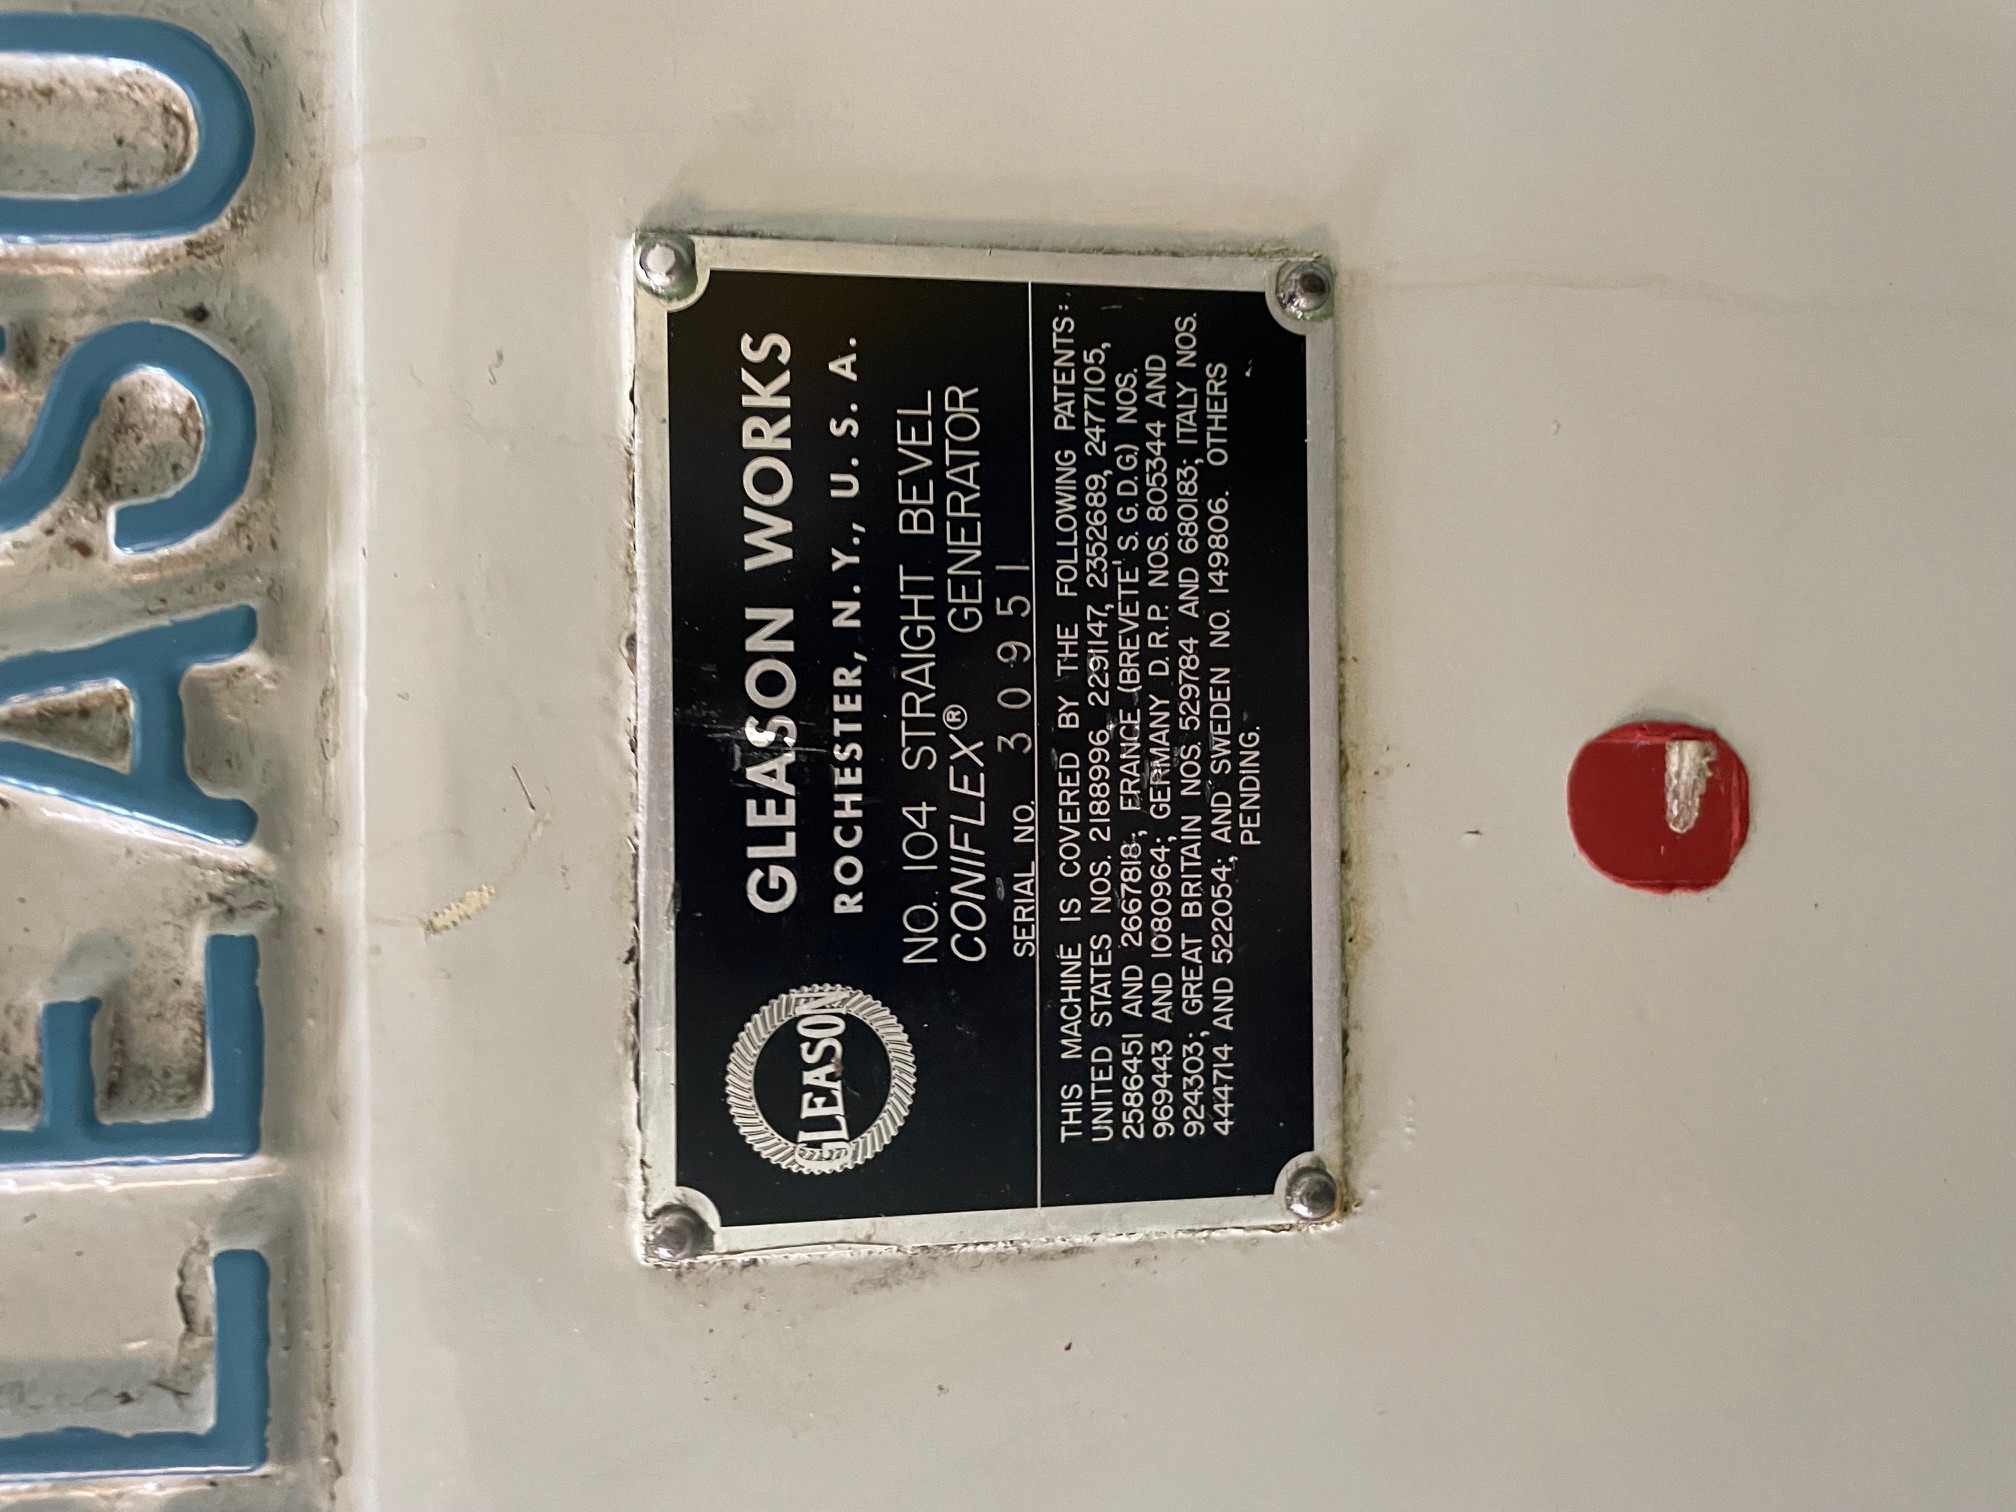 LEASO
GLEASON
GLEASON WORKS
ROCHESTER, N. Y., U. S. A.
NO. 104 STRAIGHT BEVEL
CONIFLEX® GENERATOR
SERIAL NO. 30951
THIS MACHINE IS COVERED BY THE FOLLOWING PATENTS:
UNITED STATES NOS. 2188996, 2291147, 2352689, 2477105,
2586451 AND 2667818; FRANCE (BREVETE' S. G. D. G.) NOS.
969443 AND 1080964; GERMANY D. R. P. NOS. 805344 AND
924303; GREAT BRITAIN NOS. 529784 AND 680183; ITALY NOS.
444714 AND 522054; AND SWEDEN NO. 149806. OTHERS
PENDING.